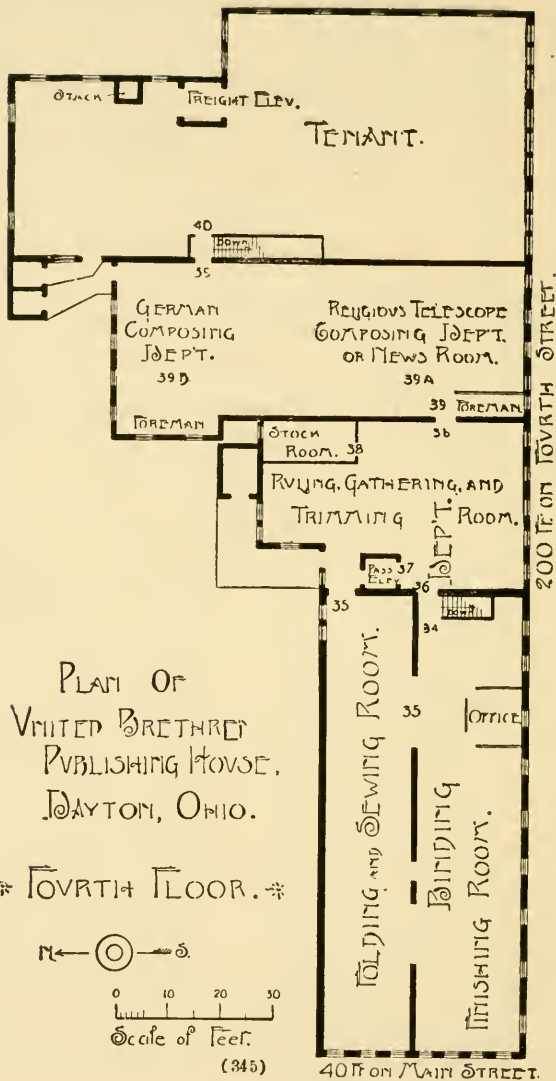 STACK
FREIGHT ELEV.
TENANT.
40
DOWN
39
GERMAN
COMPOSING
DEP'T.
39B
RELIGIOUS TELESCOPE
COMPOSING DEP'T.
OR NEWS ROOM.
39A
39
FOREMAN
FOREMAN
38
STOCK
ROOM.
38
RULING, GATHERING, AND
TRIMMING ROOM.
DEP'T.
PASS
ELEV
37
36
35
DOWN
34
FOLDING AND SEWING ROOM.
35
OFFICE
BINDING
FINISHING ROOM.
200 FT ON FOURTH STREET.
PLAN OF
UNITED BRETHREN
PUBLISHING HOUSE,
DAYTON, OHIO.
FOURTH FLOOR.
N S.
0 10 20 30
Scale of Feet.
(345)
40 FT ON MAIN STREET.